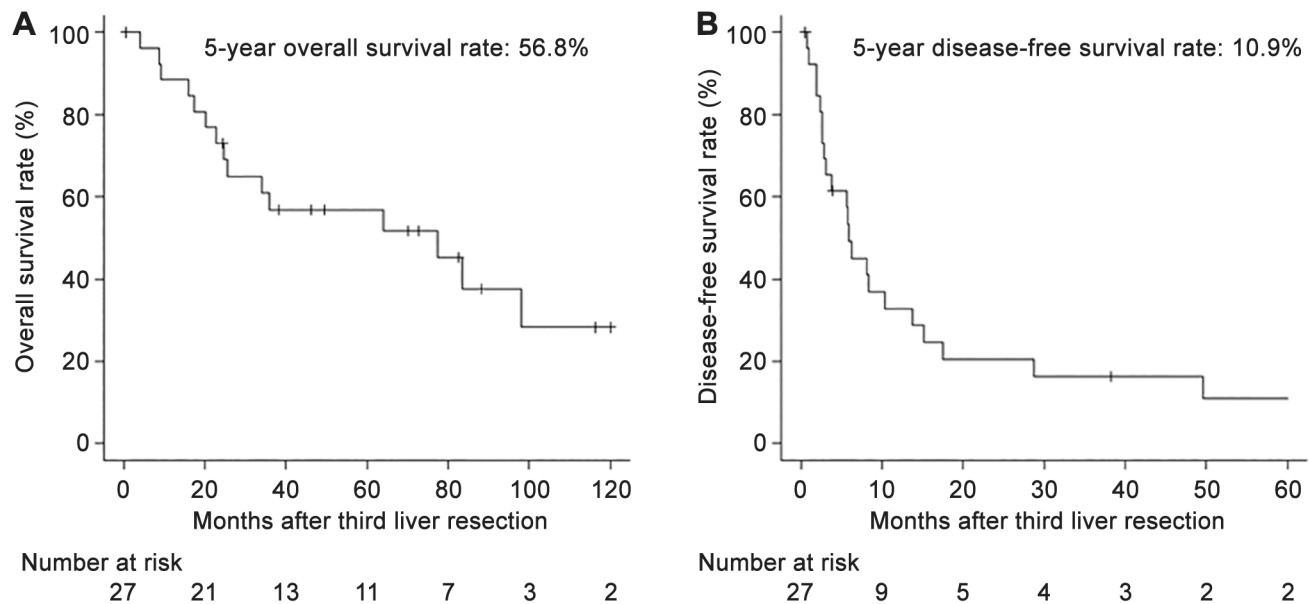 A
5-year overall survival rate: 56.8%
Overall survival rate (%)
100
80
60
40
20
0
0 20 40 60 80 100 120
Months after third liver resection
Number at risk
27 21 13 11 7 3 2
B
5-year disease-free survival rate: 10.9%
Disease-free survival rate (%)
100
80
60
40
20
0
0 10 20 30 40 50 60
Months after third liver resection
Number at risk
27 9 5 4 3 2 2